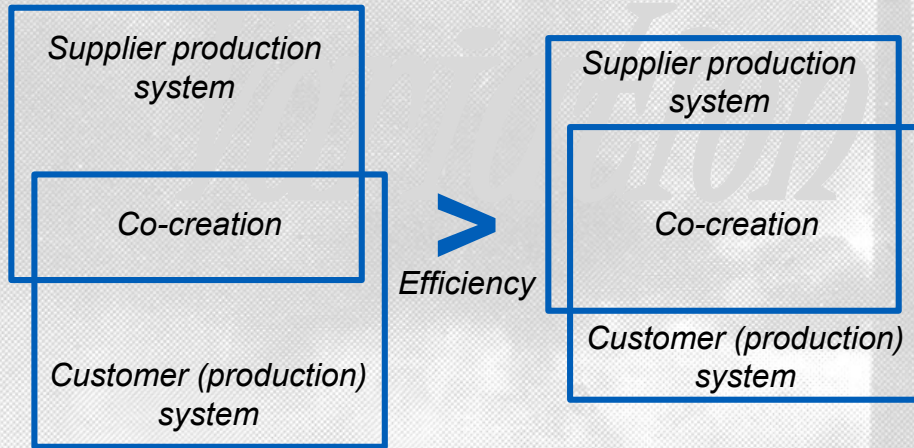 Supplier production
system
Co-creation
Customer (production)
system
>
Efficiency
Supplier production
system
Co-creation
Customer (production)
system